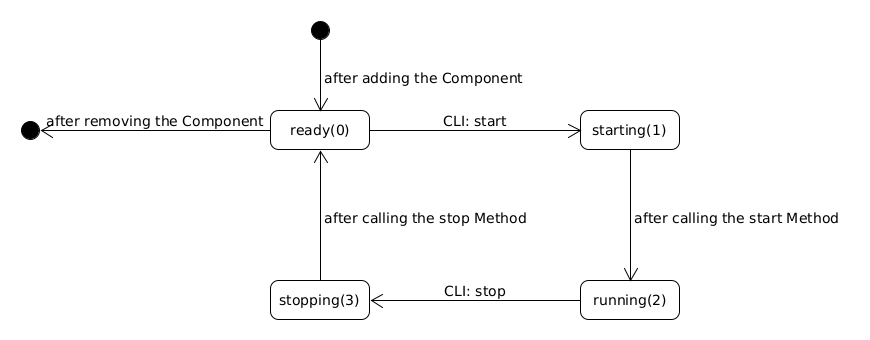 after adding the Component
after removing the Component
ready(0)
CLI: start
starting(1)
after calling the stop Method
after calling the start Method
stopping(3)
CLI: stop
running(2)